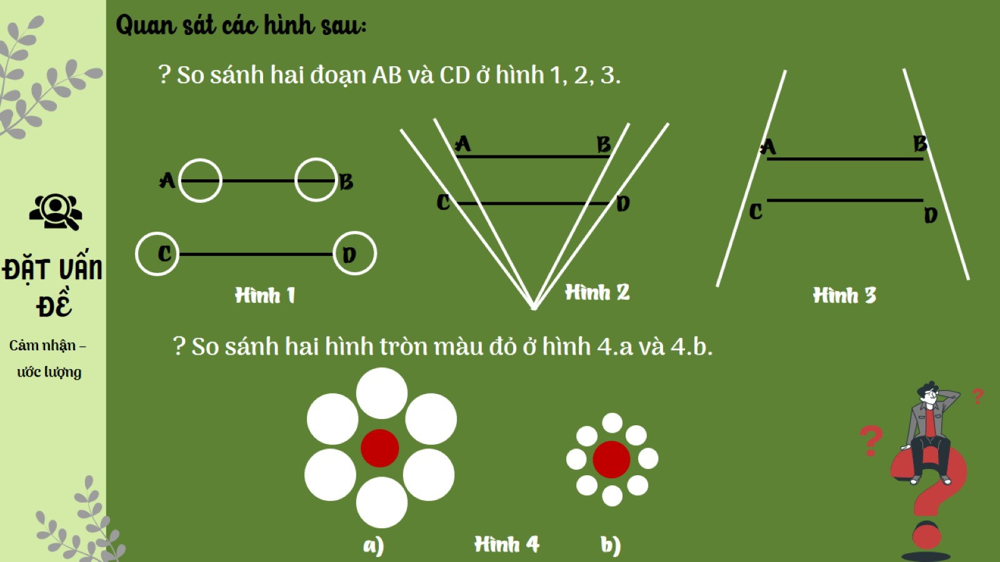 Quan sát các hình sau:
? So sánh hai đoạn AB và CD ở hình 1, 2, 3.
A
B
C
D
Hình 1
A
B
C
D
Hình 2
A
B
C
D
Hình 3
ĐẶT VẤN
ĐỀ
Cảm nhận –
ước lượng
? So sánh hai hình tròn màu đỏ ở hình 4.a và 4.b.
a)
Hình 4
b)
?
?